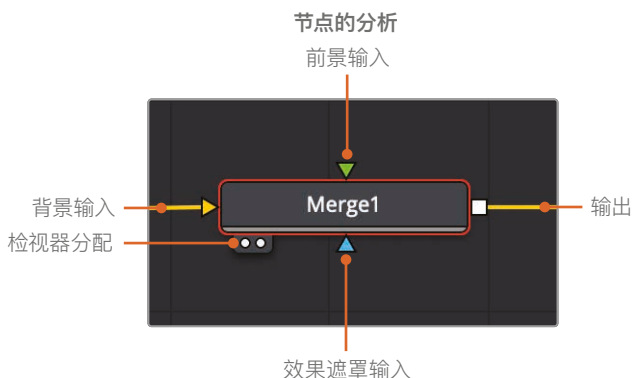 节点的分析
前景输入
Merge1
背景输入
输出
检视器分配
效果遮罩输入